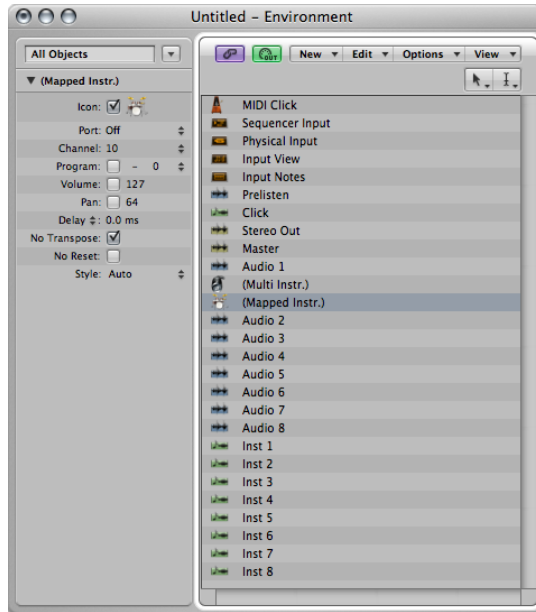 Untitled – Environment
All Objects
(Mapped Instr.)
Icon:
Port: Off
Channel: 10
Program: – 0
Volume: 127
Pan: 64
Delay: 0.0 ms
No Transpose:
No Reset:
Style: Auto
OUT New Edit Options View
MIDI Click
Sequencer Input
Physical Input
Input View
Input Notes
Prelisten
Click
Stereo Out
Master
Audio 1
(Multi Instr.)
(Mapped Instr.)
Audio 2
Audio 3
Audio 4
Audio 5
Audio 6
Audio 7
Audio 8
Inst 1
Inst 2
Inst 3
Inst 4
Inst 5
Inst 6
Inst 7
Inst 8